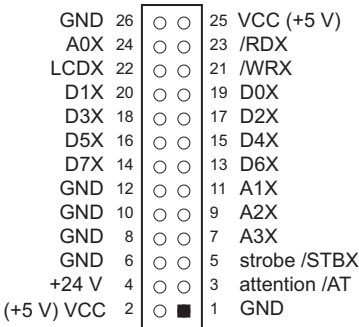 GND 26 25 VCC (+5 V)
A0X 24 23 /RDX
LCDX 22 21 /WRX
D1X 20 19 D0X
D3X 18 17 D2X
D5X 16 15 D4X
D7X 14 13 D6X
GND 12 11 A1X
GND 10 9 A2X
GND 8 7 A3X
GND 6 5 strobe /STBX
+24 V 4 3 attention /AT
(+5 V) VCC 2 1 GND